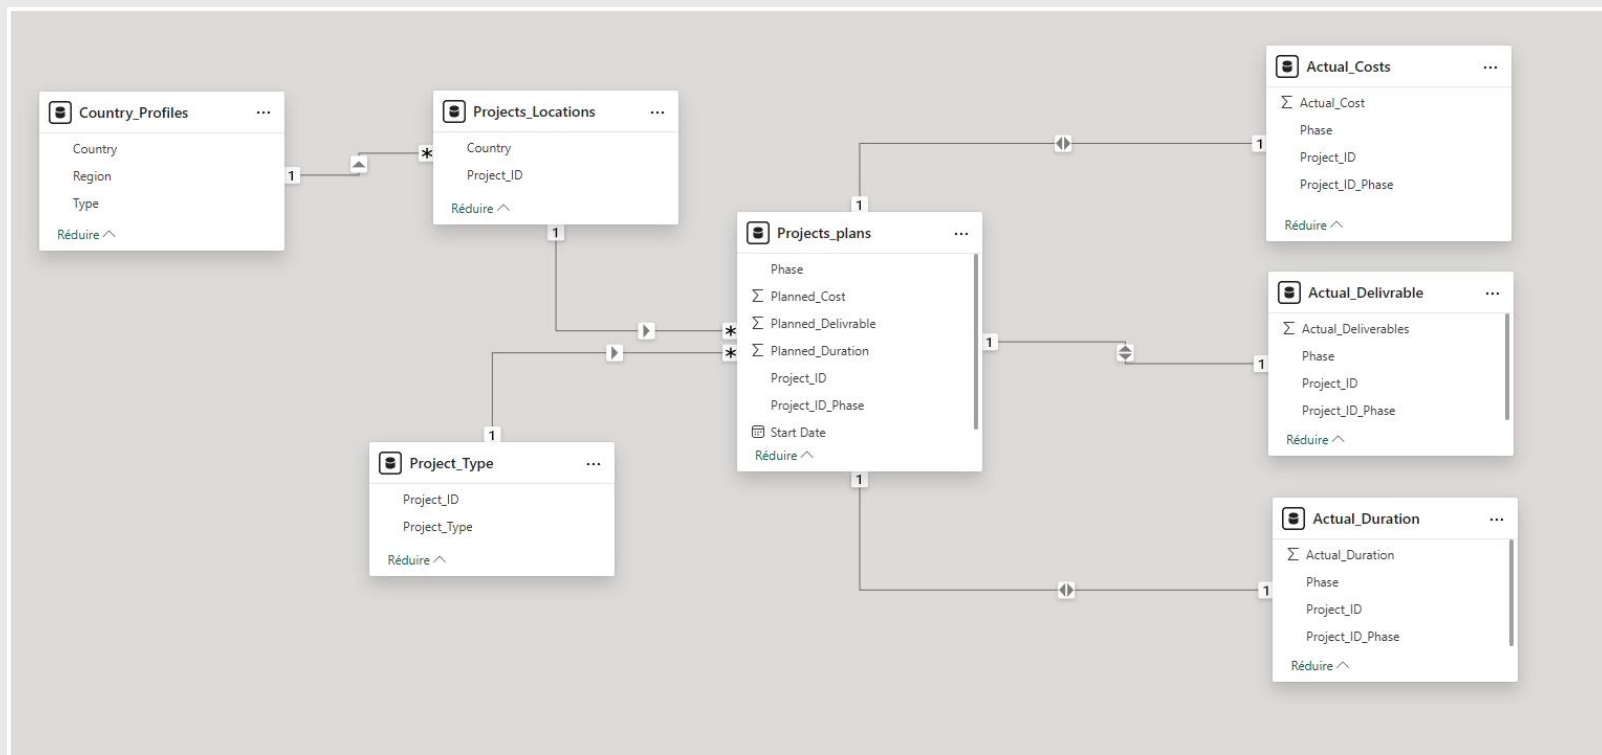 Country_Profiles
Country
Region
Type
Réduire
1
*
Projects_Locations
Country
Project_ID
Réduire
1
*
Project_Type
Project_ID
Project_Type
Réduire
1
*
Projects_plans
Phase
Σ Planned_Cost
Σ Planned_Delivrable
Σ Planned_Duration
Project_ID
Project_ID_Phase
Start Date
Réduire
1
1
1
Actual_Costs
Σ Actual_Cost
Phase
Project_ID
Project_ID_Phase
Réduire
1
Actual_Delivrable
Σ Actual_Deliverables
Phase
Project_ID
Project_ID_Phase
Réduire
1
Actual_Duration
Σ Actual_Duration
Phase
Project_ID
Project_ID_Phase
Réduire
1